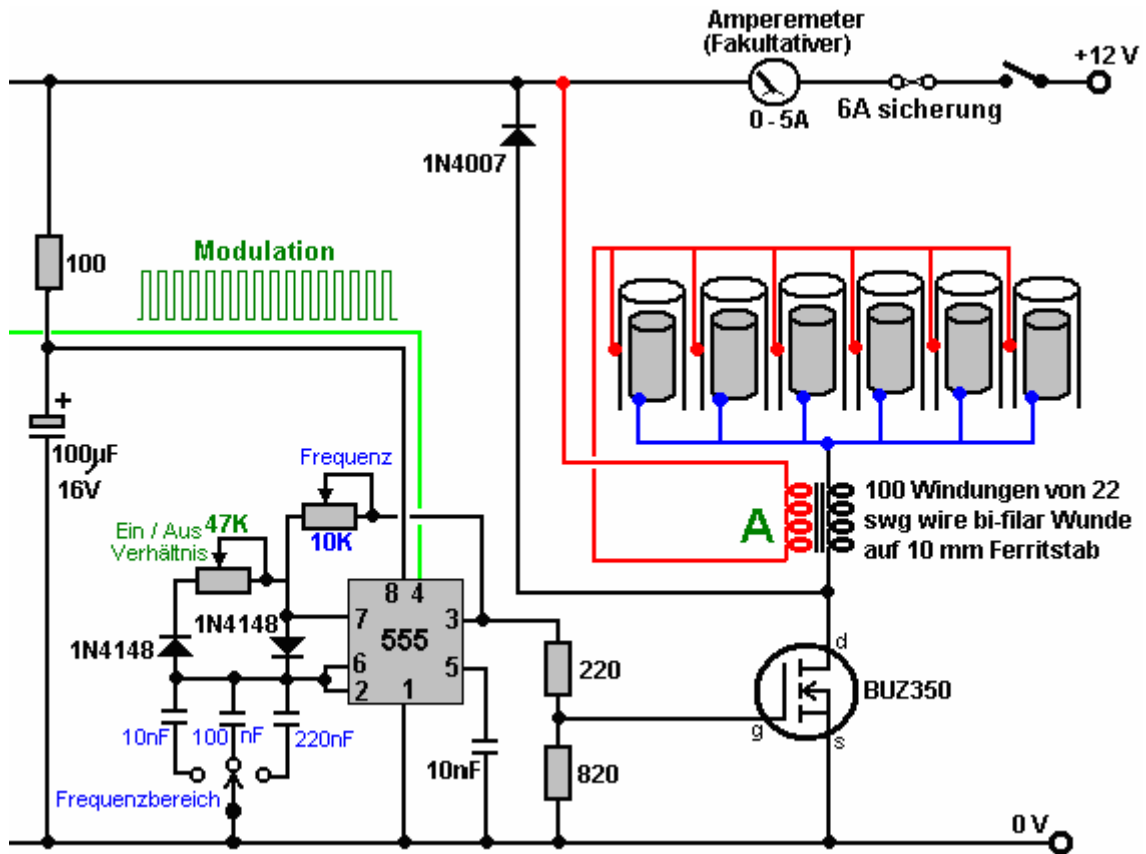 Amperemeter
(Fakultativer)
+12 V
0 - 5A
6A sicherung
1N4007
Modulation
100
+
100µF
16V
Frequenz
Ein / Aus 47K
Verhältnis
10K
A
100 Windungen von 22
swg wire bi-filar Wunde
auf 10 mm Ferritstab
8 4
1N4148
7
3
555
1N4148
6
5
2
1
220
d
BUZ350
g
s
10nF
100 nF
220nF
10nF
820
Frequenzbereich
0 V